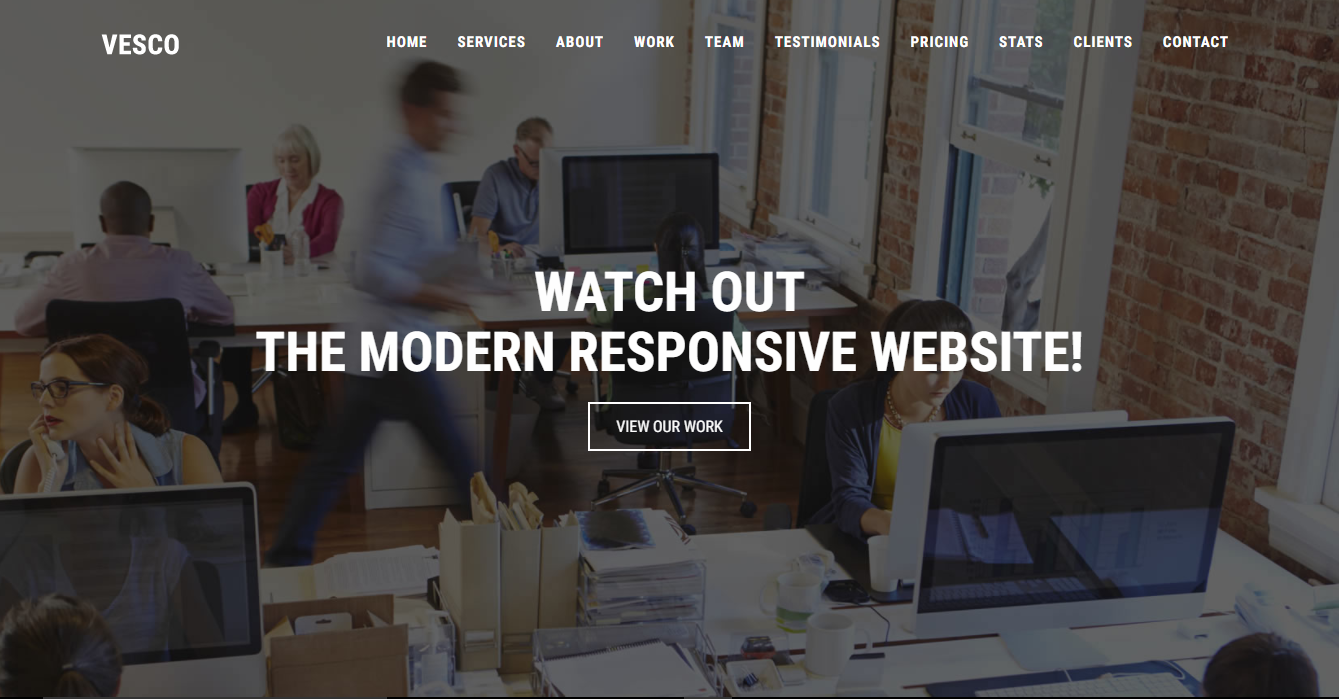 VESCO
HOME SERVICES ABOUT WORK TEAM TESTIMONIALS PRICING STATS CLIENTS CONTACT
WATCH OUT
THE MODERN RESPONSIVE WEBSITE!
VIEW OUR WORK